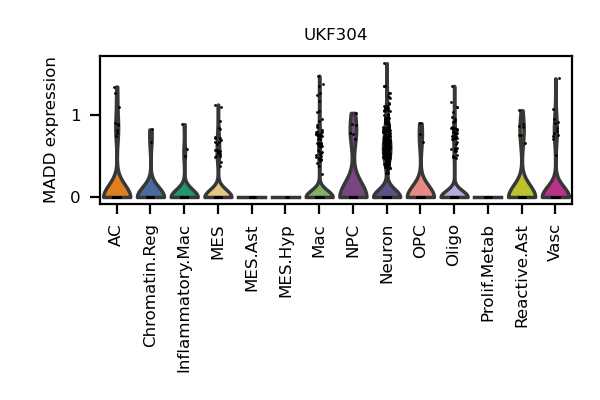 UKF304
MADD expression
1
0
AC
Chromatin.Reg
Inflammatory.Mac
MES
MES.Ast
MES.Hyp
Mac
NPC
Neuron
OPC
Oligo
Prolif.Metab
Reactive.Ast
Vasc